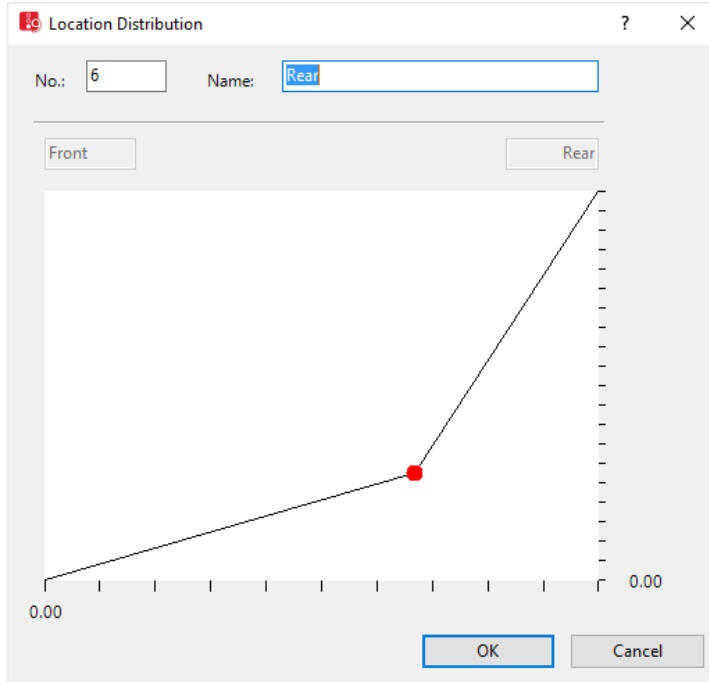 Location Distribution
No.: 6 Name: Rear
Front Rear
0.00
0.00
OK Cancel